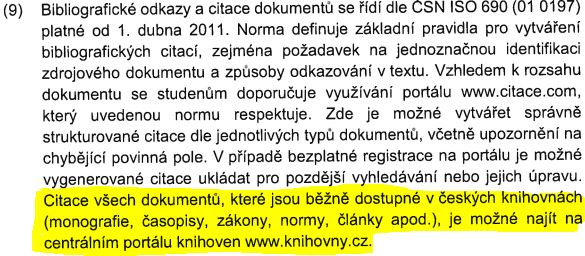 (9) Bibliografické odkazy a citace dokumentů se řídí dle ČSN ISO 690 (01 0197)
platné od 1. dubna 2011. Norma definuje základní pravidla pro vytváření
bibliografických citací, zejména požadavek na jednoznačnou identifikaci
zdrojového dokumentu a způsoby odkazování v textu. Vzhledem k rozsahu
dokumentu se studenům doporučuje využívání portálu www.citace.com,
který uvedenou normu respektuje. Zde je možné vytvářet správně
strukturované citace dle jednotlivých typů dokumentů, včetně upozornění na
chybějící povinná pole. V případě bezplatné registrace na portálu je možné
vygenerované citace ukládat pro pozdější vyhledávání nebo jejich úpravu.
Citace všech dokumentů, které jsou běžně dostupné v českých knihovnách
(monografie, časopisy, zákony, normy, články apod.), je možné najít na
centrálním portálu knihoven www.knihovny.cz.